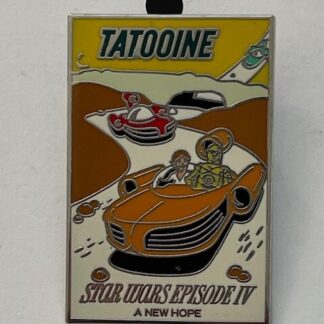 TATOOINE
STAR WARS EPISODE IV
A NEW HOPE